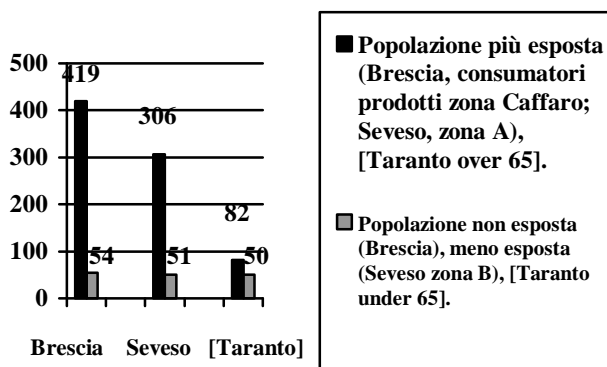 500
400
300
200
100
0
419
54
306
51
82
50
Brescia Seveso [Taranto]
Popolazione più esposta
(Brescia, consumatori
prodotti zona Caffaro;
Seveso, zona A),
[Taranto over 65].
Popolazione non esposta
(Brescia), meno esposta
(Seveso zona B), [Taranto
under 65].